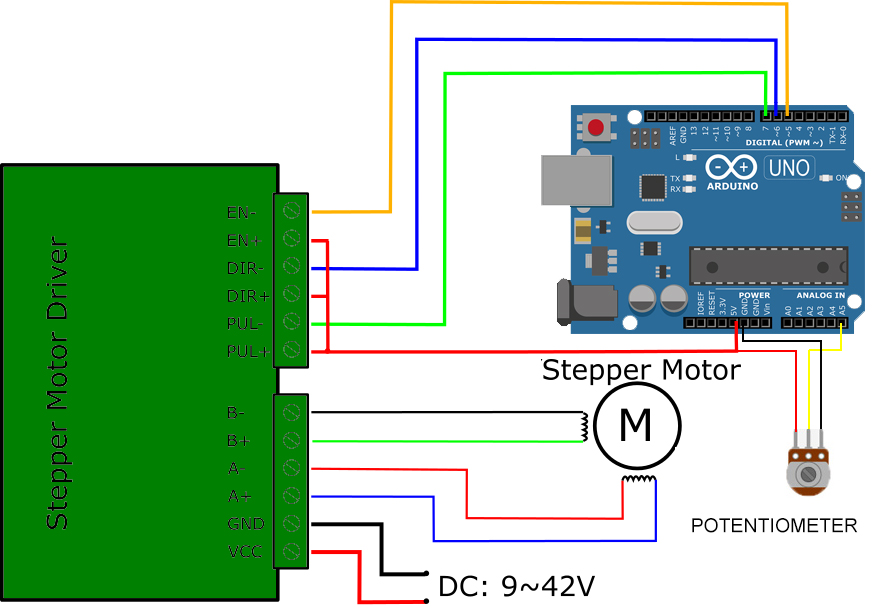 AREF
GND
13
12
~11
~10
~9
8
7
~6
~5
4
~3
2
TX-1
RX-0
DIGITAL (PWM ~)
L
TX
RX
ARDUINO
UNO
ON
IOREF
RESET
3.3V
5V
GND
GND
Vin
POWER
ANALOG IN
A0
A1
A2
A3
A4
A5
Stepper Motor Driver
EN-
EN+
DIR-
DIR+
PUL-
PUL+
B-
B+
A-
A+
GND
VCC
Stepper Motor
M
POTENTIOMETER
DC: 9~42V